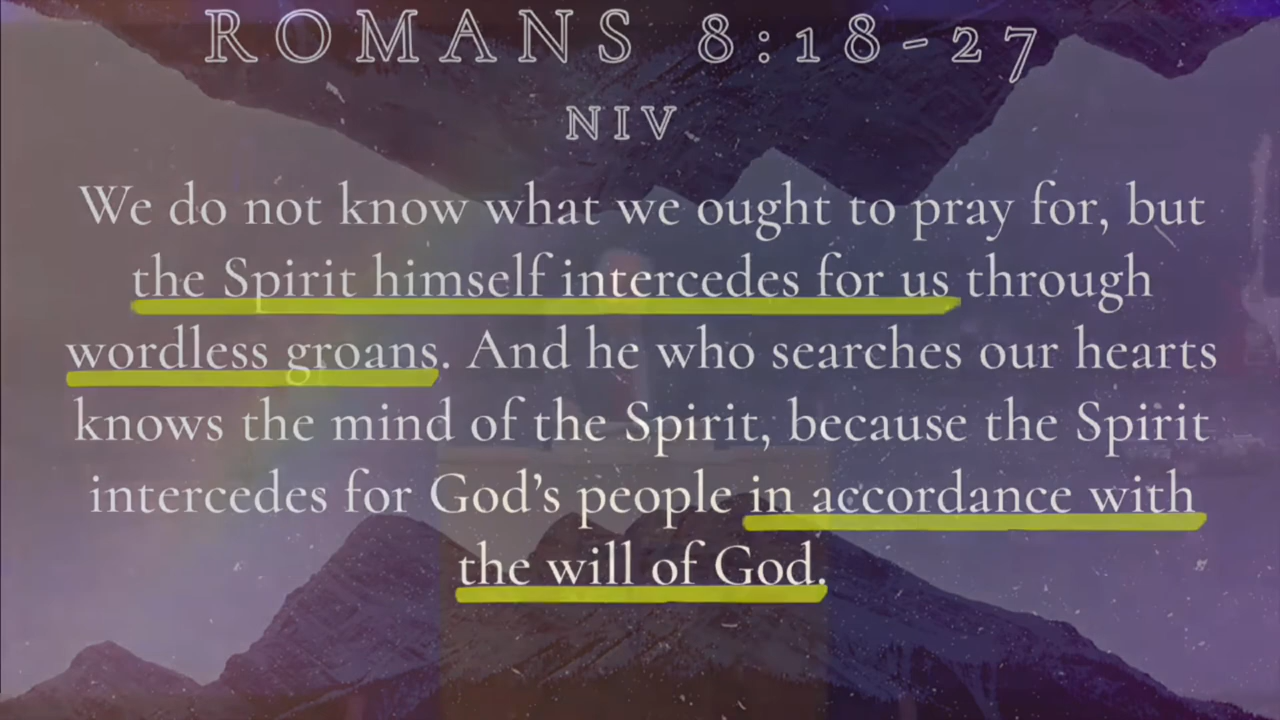 ROMANS 8:18-27
NIV
We do not know what we ought to pray for, but
the Spirit himself intercedes for us through
wordless groans. And he who searches our hearts
knows the mind of the Spirit, because the Spirit
intercedes for God’s people in accordance with
the will of God.